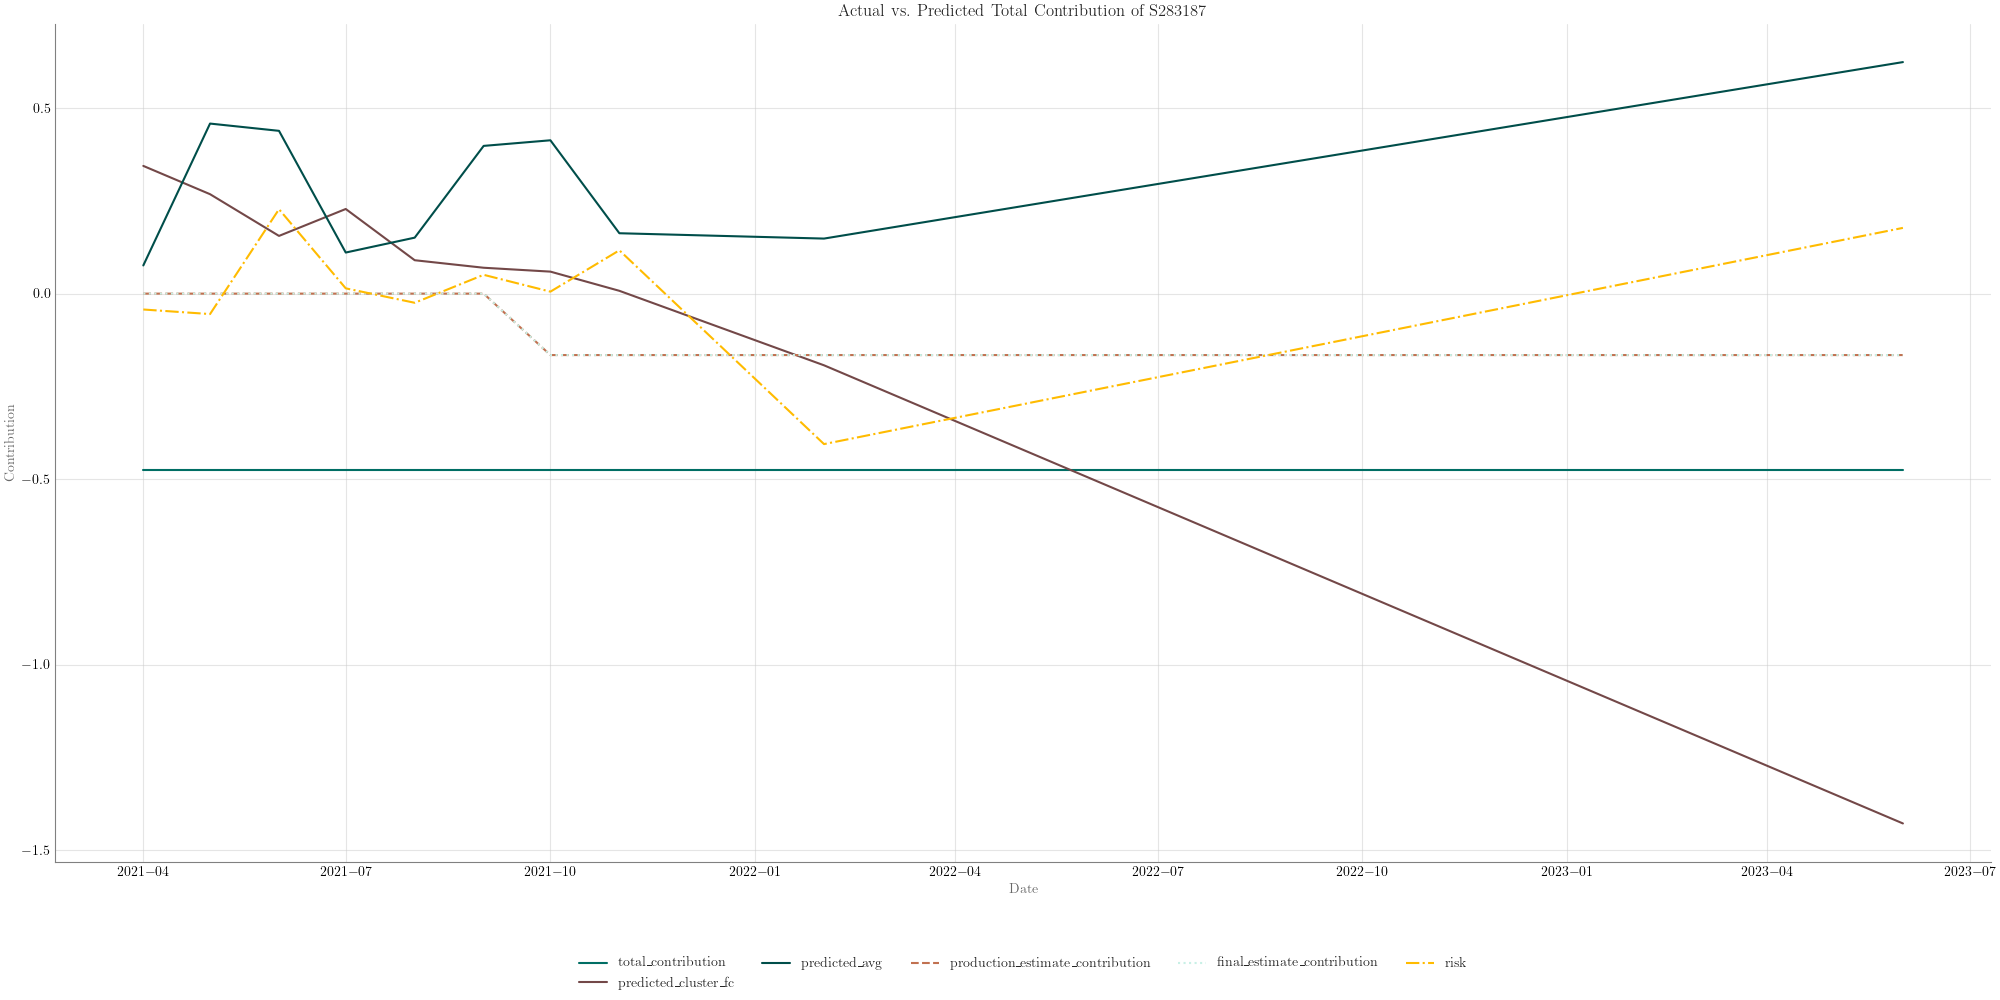 Actual vs. Predicted Total Contribution of S283187
Contribution
0.5
0.0
−0.5
−1.0
−1.5
2021−04 2021−07 2021−10 2022−01 2022−04 2022−07 2022−10 2023−01 2023−04 2023−07
Date
total_contribution predicted_avg production_estimate_contribution final_estimate_contribution risk
predicted_cluster_fc